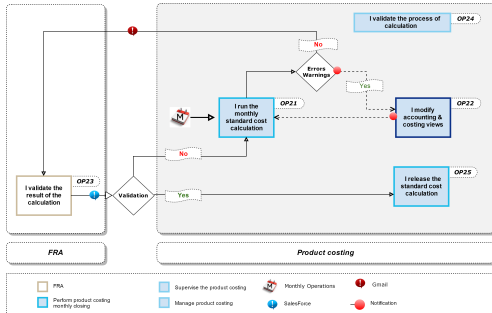 I validate the process of
calculation
OP24
No
Errors
Warnings
Yes
I run the
monthly
standard cost
calculation
OP21
I modify
accounting &
costing views
OP22
M
No
I validate the
result of the
calculation
OP23
Validation
Yes
I release the
standard cost
calculation
OP25
FRA
Product costing
FRA
Perform product costing
monthly closing
Supervise the product costing
Manage product costing
M
Monthly Operations
SalesForce
Gmail
Notification